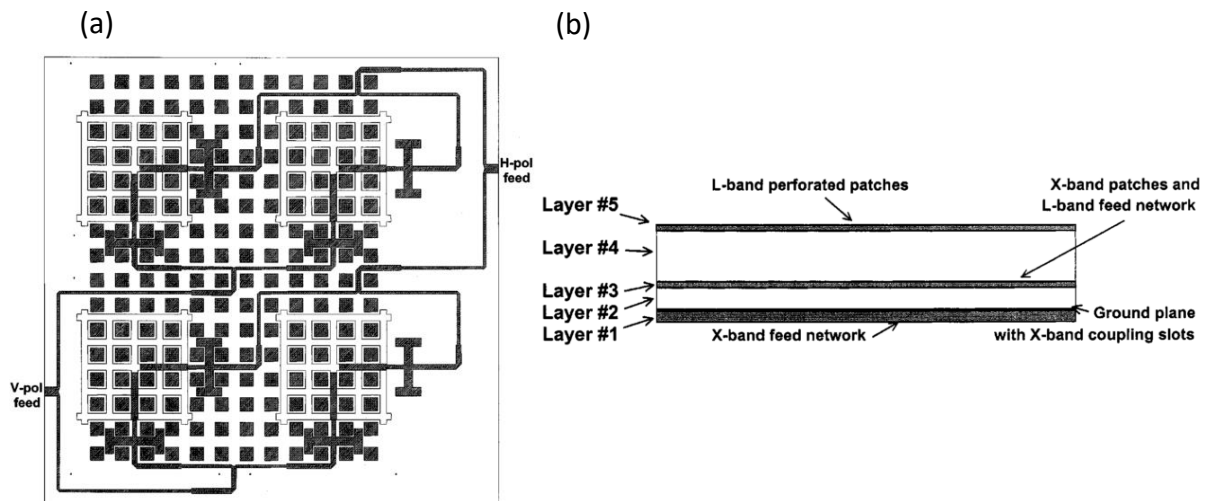 (a)
(b)
H-pol
feed
V-pol
feed
L-band perforated patches
X-band patches and
L-band feed network
Layer #5
Layer #4
Layer #3
Layer #2
Layer #1
X-band feed network
Ground plane
with X-band coupling slots